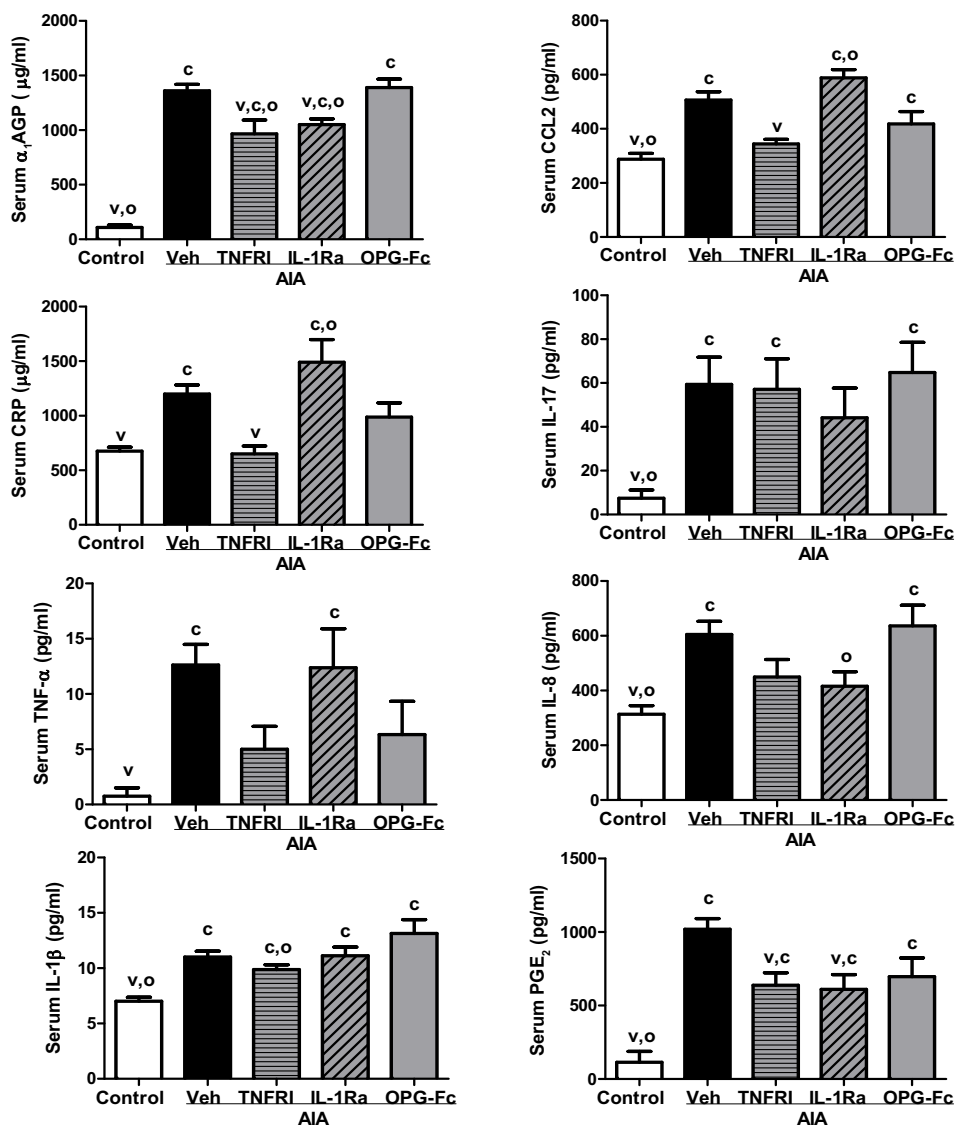 Serum α₁AGP ( μg/ml)
2000
1500
1000
500
0
v,o
c
v,c,o
v,c,o
c
Control Veh TNFRI IL-1Ra OPG-Fc
AIA
Serum CCL2 (pg/ml)
800
600
400
200
0
v,o
c
v
c,o
c
Control Veh TNFRI IL-1Ra OPG-Fc
AIA
Serum CRP (μg/ml)
2000
1500
1000
500
0
v
c
v
c,o
Control Veh TNFRI IL-1Ra OPG-Fc
AIA
Serum IL-17 (pg/ml)
100
80
60
40
20
0
v,o
c
c
c
Control Veh TNFRI IL-1Ra OPG-Fc
AIA
Serum TNF-α (pg/ml)
20
15
10
5
0
v
c
c
Control Veh TNFRI IL-1Ra OPG-Fc
AIA
Serum IL-8 (pg/ml)
800
600
400
200
0
v,o
c
o
c
Control Veh TNFRI IL-1Ra OPG-Fc
AIA
Serum IL-1β (pg/ml)
20
15
10
5
0
v,o
c
c,o
c
c
Control Veh TNFRI IL-1Ra OPG-Fc
AIA
Serum PGE₂ (pg/ml)
1500
1000
500
0
v,o
c
v,c
v,c
c
Control Veh TNFRI IL-1Ra OPG-Fc
AIA